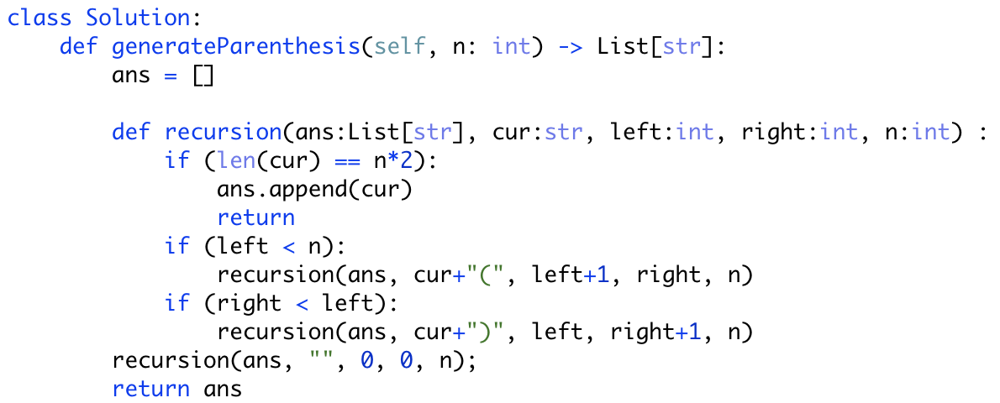 class Solution:
    def generateParenthesis(self, n: int) -> List[str]:
        ans = []
        def recursion(ans:List[str], cur:str, left:int, right:int, n:int) :
            if (len(cur) == n*2):
                ans.append(cur)
                return
            if (left < n):
                recursion(ans, cur+"(", left+1, right, n)
            if (right < left):
                recursion(ans, cur+")", left, right+1, n)
        recursion(ans, "", 0, 0, n);
        return ans